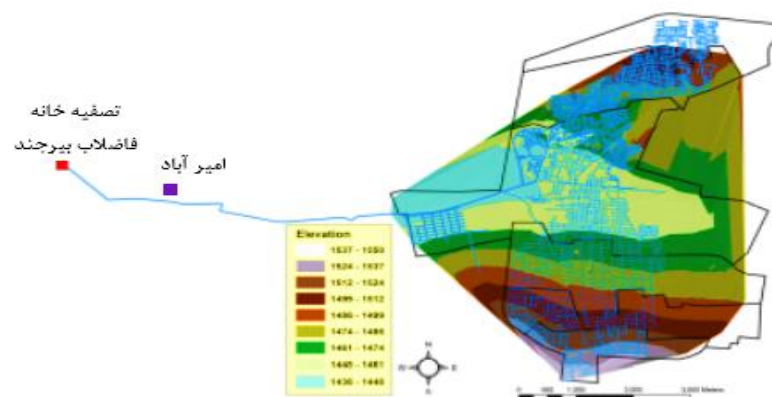 تصفیه خانه
فاضلاب بیرجند
امیر آباد
Elevation
1537 - 1550
1524 - 1537
1512 - 1524
1499 - 1512
1486 - 1499
1474 - 1486
1461 - 1474
1448 - 1461
1436 - 1448
N
W
E
S